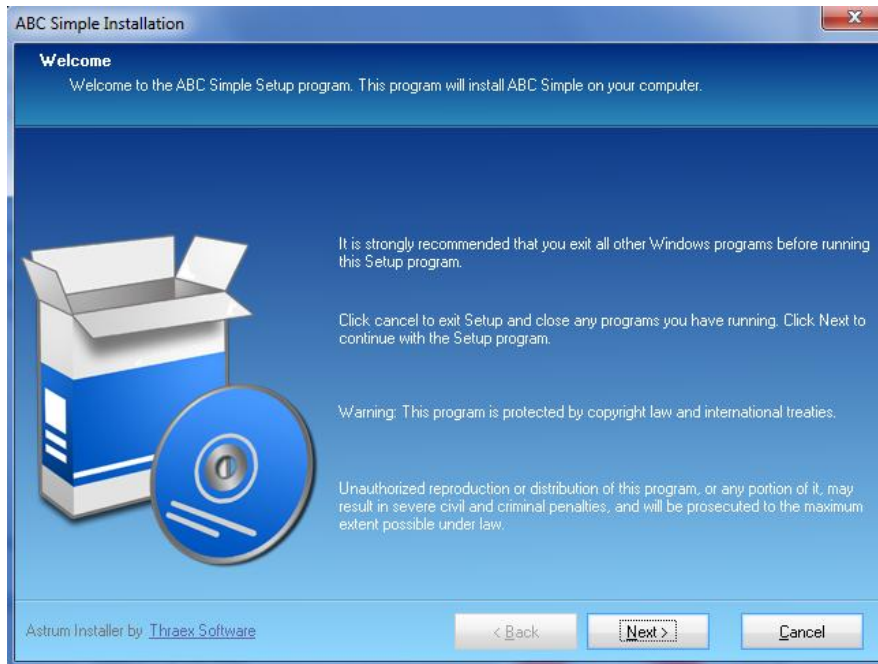 ABC Simple Installation
Welcome
Welcome to the ABC Simple Setup program. This program will install ABC Simple on your computer.
It is strongly recommended that you exit all other Windows programs before running
this Setup program.
Click cancel to exit Setup and close any programs you have running. Click Next to
continue with the Setup program.
Warning: This program is protected by copyright law and international treaties.
Unauthorized reproduction or distribution of this program, or any portion of it, may
result in severe civil and criminal penalties, and will be prosecuted to the maximum
extent possible under law.
Astrum Installer by Thraex Software
< Back
Next >
Cancel